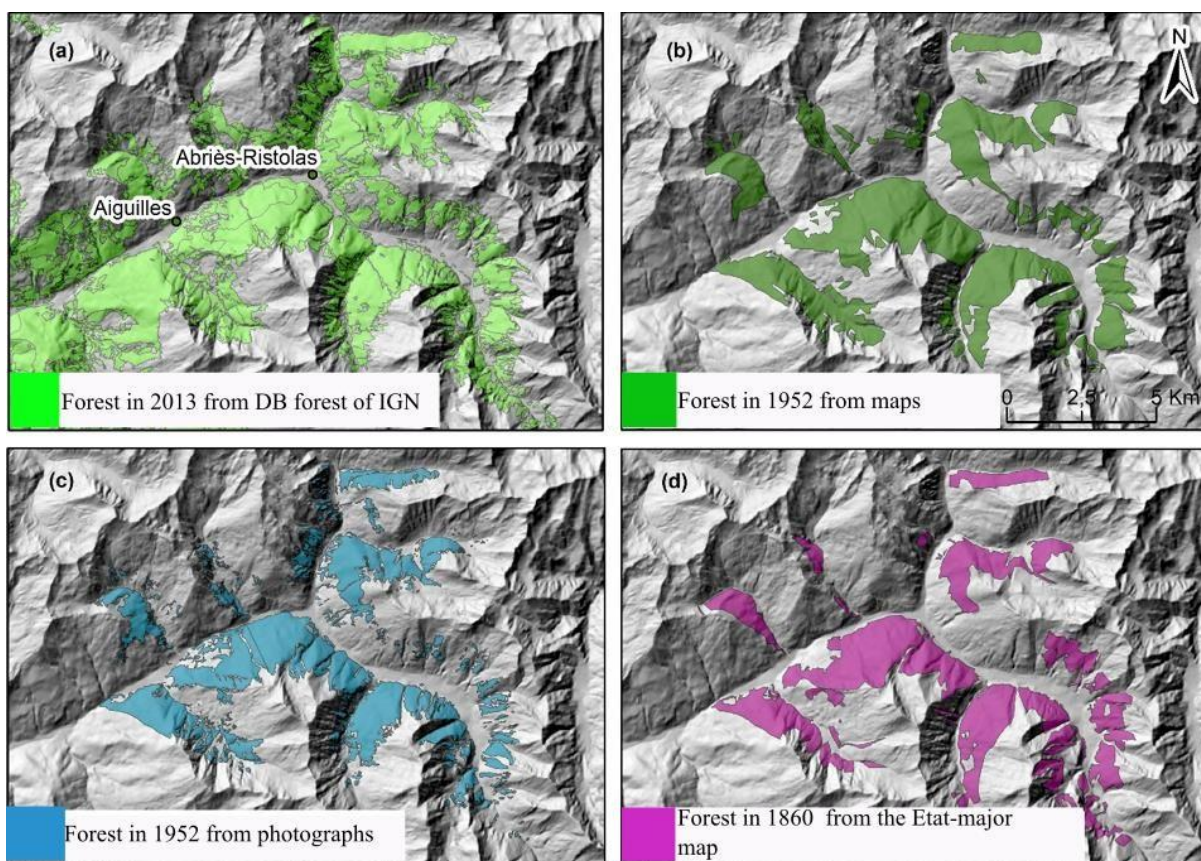 (a)
Abriès-Ristolas
Aiguilles
Forest in 2013 from DB forest of IGN
(b)
N
Forest in 1952 from maps
0 2,5 5 Km
(c)
Forest in 1952 from photographs
(d)
Forest in 1860 from the Etat-major
map